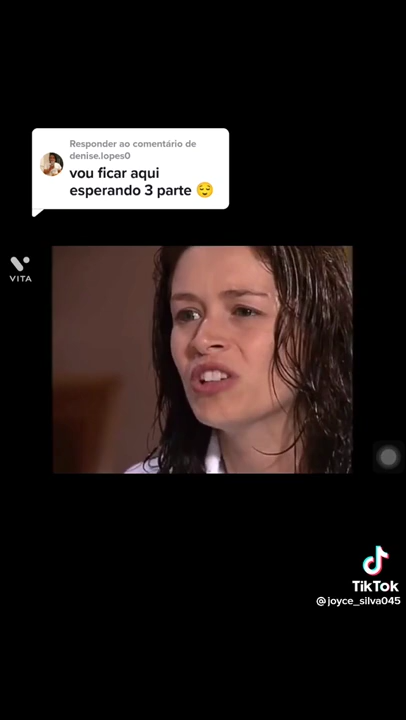 Responder ao comentário de
denise.lopes0
vou ficar aqui
esperando 3 parte 😌
VITA
TikTok
@joyce_silva045